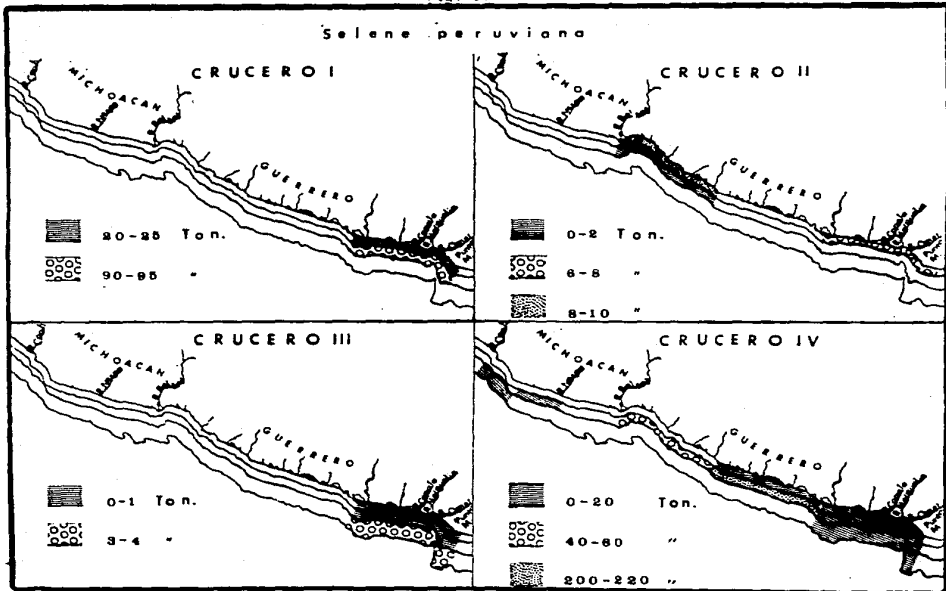 Selene peruviana
CRUCERO I
MICHOACAN
GUERRERO
20-25 Ton.
90-95 "
CRUCERO II
MICHOACAN
GUERRERO
0-2 Ton.
6-8 "
8-10 "
CRUCERO III
MICHOACAN
GUERRERO
0-1 Ton.
3-4 "
CRUCERO IV
MICHOACAN
GUERRERO
0-20 Ton.
40-60 "
200-220 "